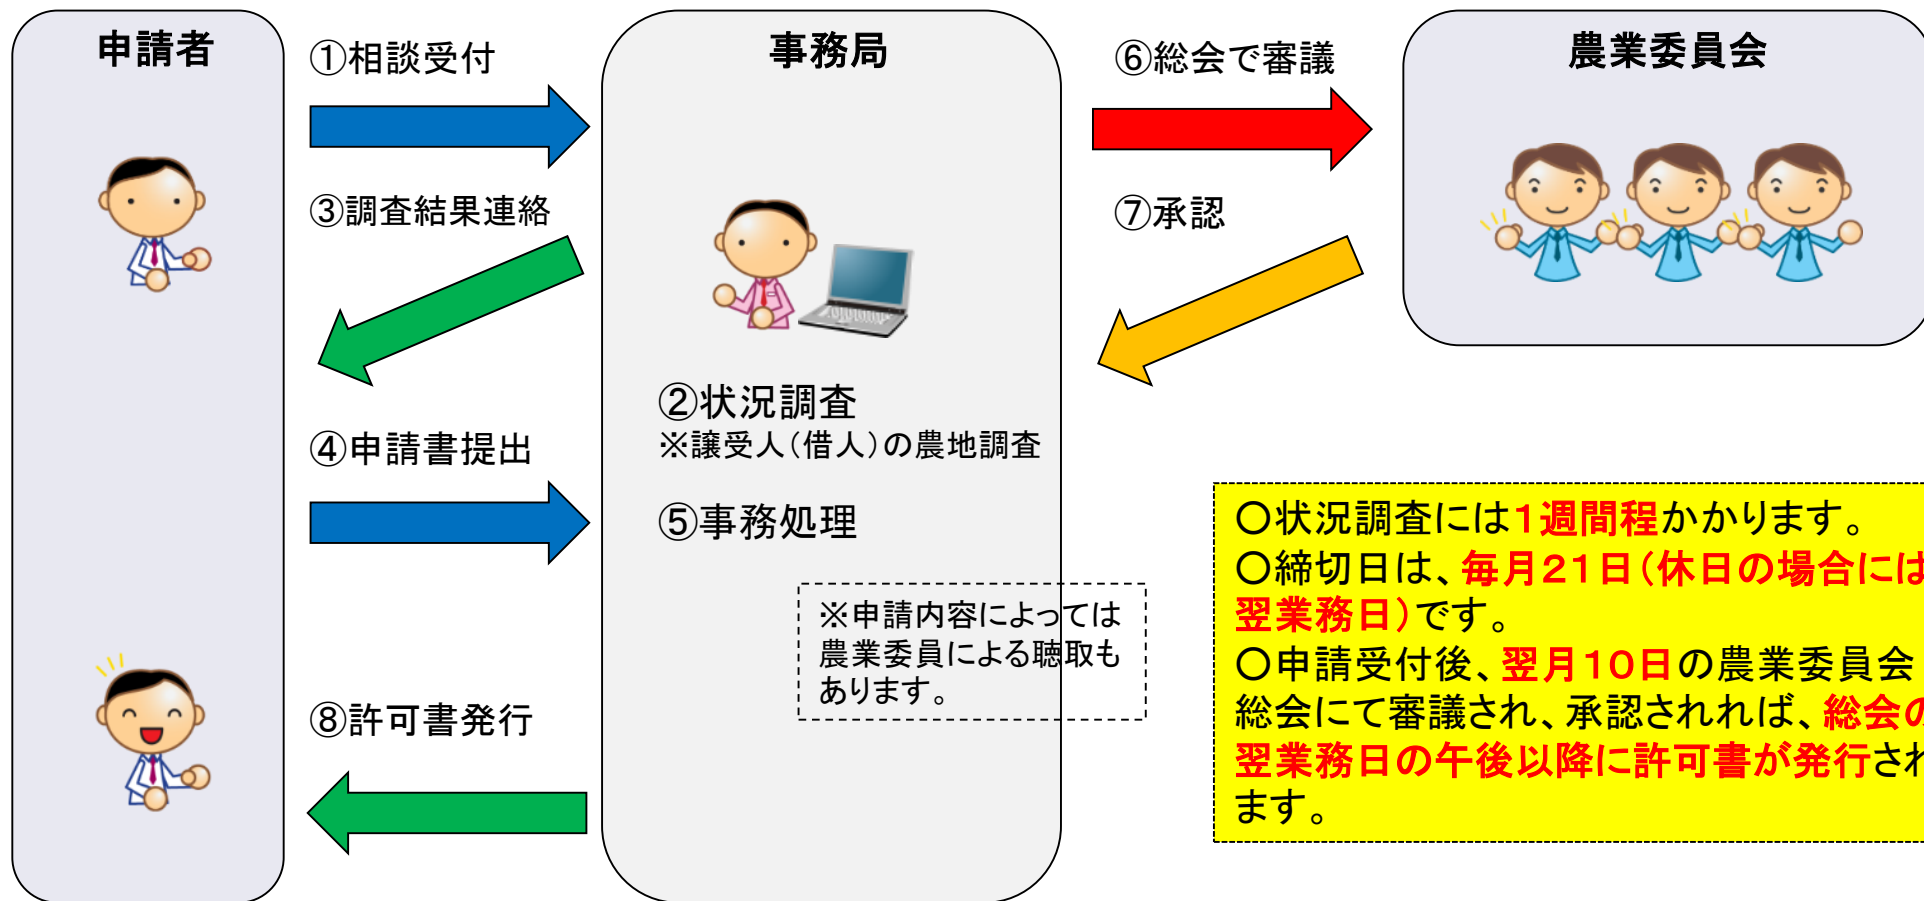 申請者
①相談受付
③調査結果連絡
④申請書提出
⑧許可書発行
事務局
②状況調査
※譲受人(借人)の農地調査
⑤事務処理
※申請内容によっては
農業委員による聴取も
あります。
⑥総会で審議
⑦承認
農業委員会
○状況調査には1週間程かかります。
○締切日は、毎月21日(休日の場合には
翌業務日)です。
○申請受付後、翌月10日の農業委員会
総会にて審議され、承認されれば、総会の
翌業務日の午後以降に許可書が発行され
ます。